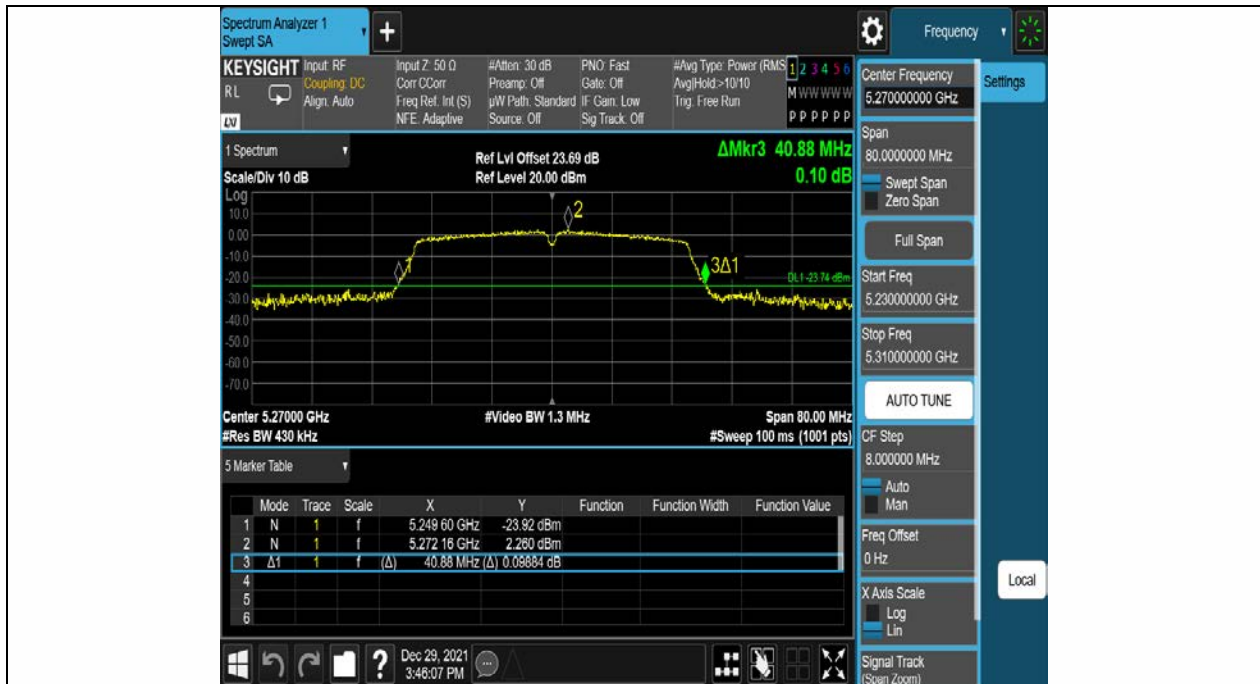 Spectrum Analyzer 1
Swept SA
+
Frequency
KEYSIGHT
RL
LXI
Input: RF
Coupling: DC
Align: Auto
Input Z: 50 Ω
Corr CCorr
Freq Ref: Int (S)
NFE: Adaptive
#Atten: 30 dB
Preamp: Off
µW Path: Standard
Source: Off
PNO: Fast
Gate: Off
IF Gain: Low
Sig Track: Off
#Avg Type: Power (RMS
Avg|Hold:>10/10
Trig: Free Run
1 2 3 4 5 6
M W W W W W
P P P P P P
1 Spectrum
Scale/Div 10 dB
Ref Lvl Offset 23.69 dB
Ref Level 20.00 dBm
ΔMkr3 40.88 MHz
0.10 dB
Log
10.0
0.00
-10.0
-20.0
-30.0
-40.0
-50.0
-60.0
-70.0
1
2
3Δ1
DL1 -23.74 dBm
Center 5.27000 GHz
#Video BW 1.3 MHz
Span 80.00 MHz
#Res BW 430 kHz
#Sweep 100 ms (1001 pts)
5 Marker Table
Mode Trace Scale X Y Function Function Width Function Value
1 N 1 f 5.249 60 GHz -23.92 dBm
2 N 1 f 5.272 16 GHz 2.260 dBm
3 Δ1 1 f (Δ) 40.88 MHz (Δ) 0.09884 dB
4
5
6
?
Dec 29, 2021
3:46:07 PM
Center Frequency
5.270000000 GHz
Span
80.0000000 MHz
Swept Span
Zero Span
Full Span
Start Freq
5.230000000 GHz
Stop Freq
5.310000000 GHz
AUTO TUNE
CF Step
8.000000 MHz
Auto
Man
Freq Offset
0 Hz
X Axis Scale
Log
Lin
Signal Track
(Span Zoom)
Settings
Local